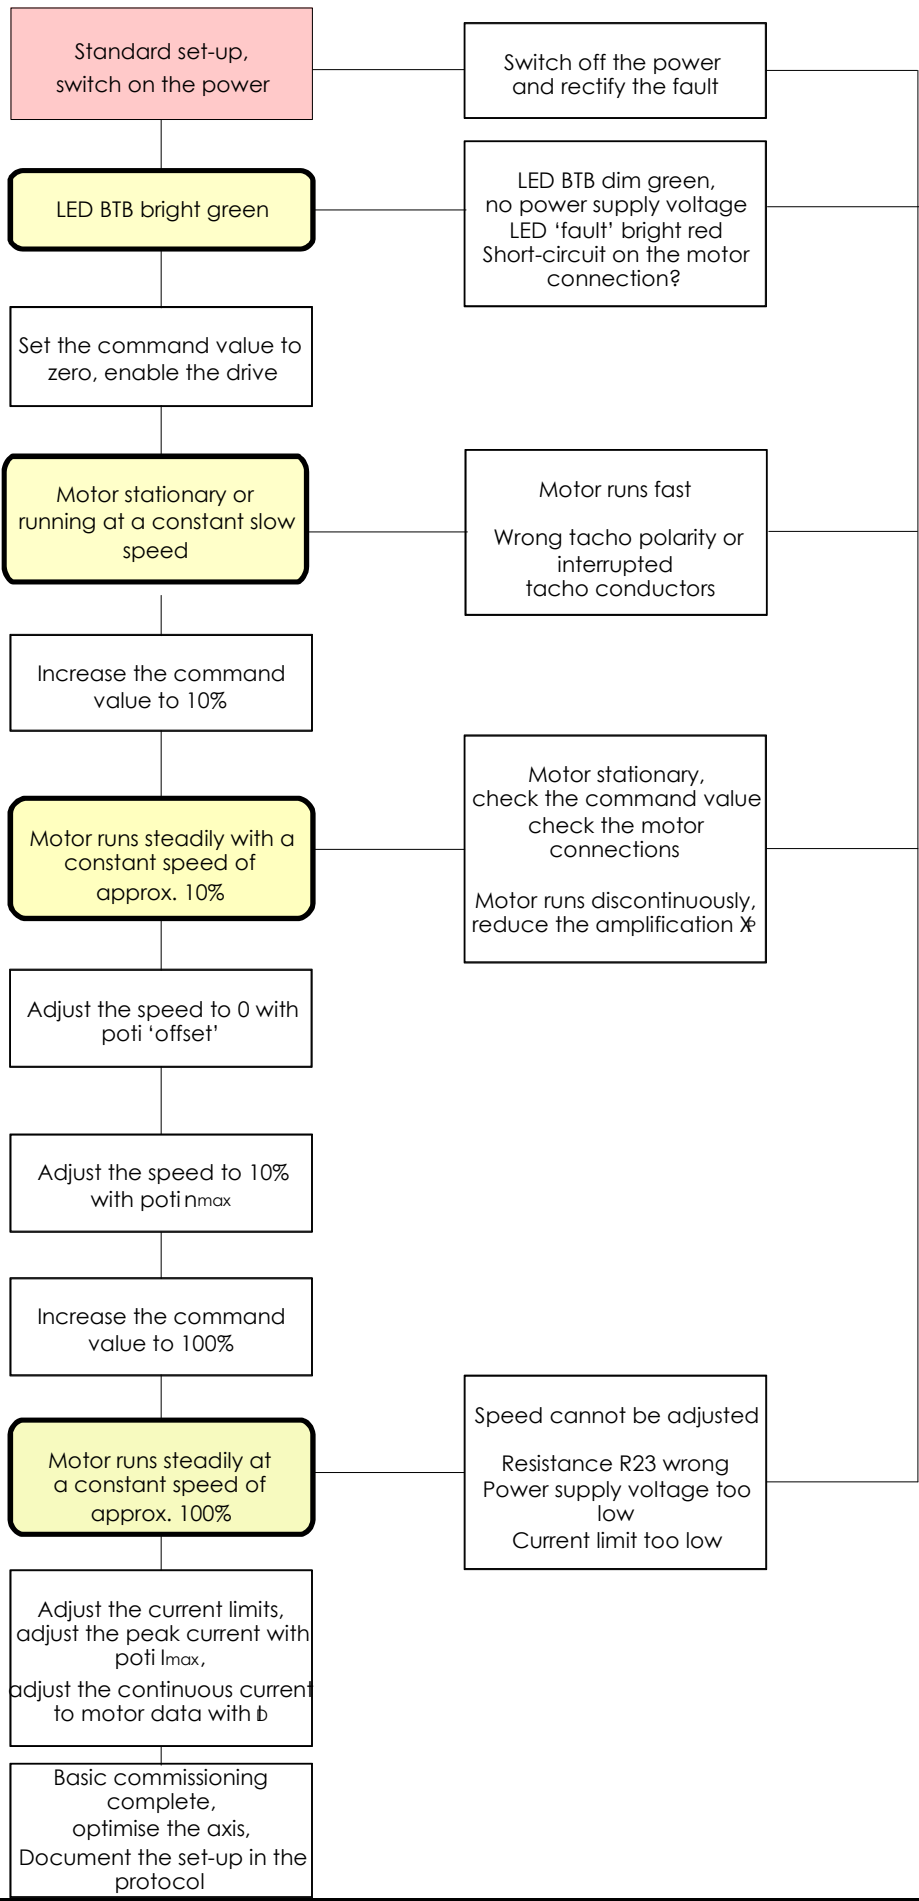 Standard set-up,
switch on the power
Switch off the power
and rectify the fault
LED BTB bright green
LED BTB dim green,
no power supply voltage
LED ‘fault’ bright red
Short-circuit on the motor
connection?
Set the command value to
zero, enable the drive
Motor stationary or
running at a constant slow
speed
Motor runs fast
Wrong tacho polarity or
interrupted
tacho conductors
Increase the command
value to 10%
Motor runs steadily with a
constant speed of
approx. 10%
Motor stationary,
check the command value
check the motor
connections
Motor runs discontinuously,
reduce the amplification Xp
Adjust the speed to 0 with
poti ‘offset’
Adjust the speed to 10%
with poti nmax
Increase the command
value to 100%
Motor runs steadily at
a constant speed of
approx. 100%
Speed cannot be adjusted
Resistance R23 wrong
Power supply voltage too
low
Current limit too low
Adjust the current limits,
adjust the peak current with
poti Imax,
adjust the continuous current
to motor data with ID
Basic commissioning
complete,
optimise the axis,
Document the set-up in the
protocol